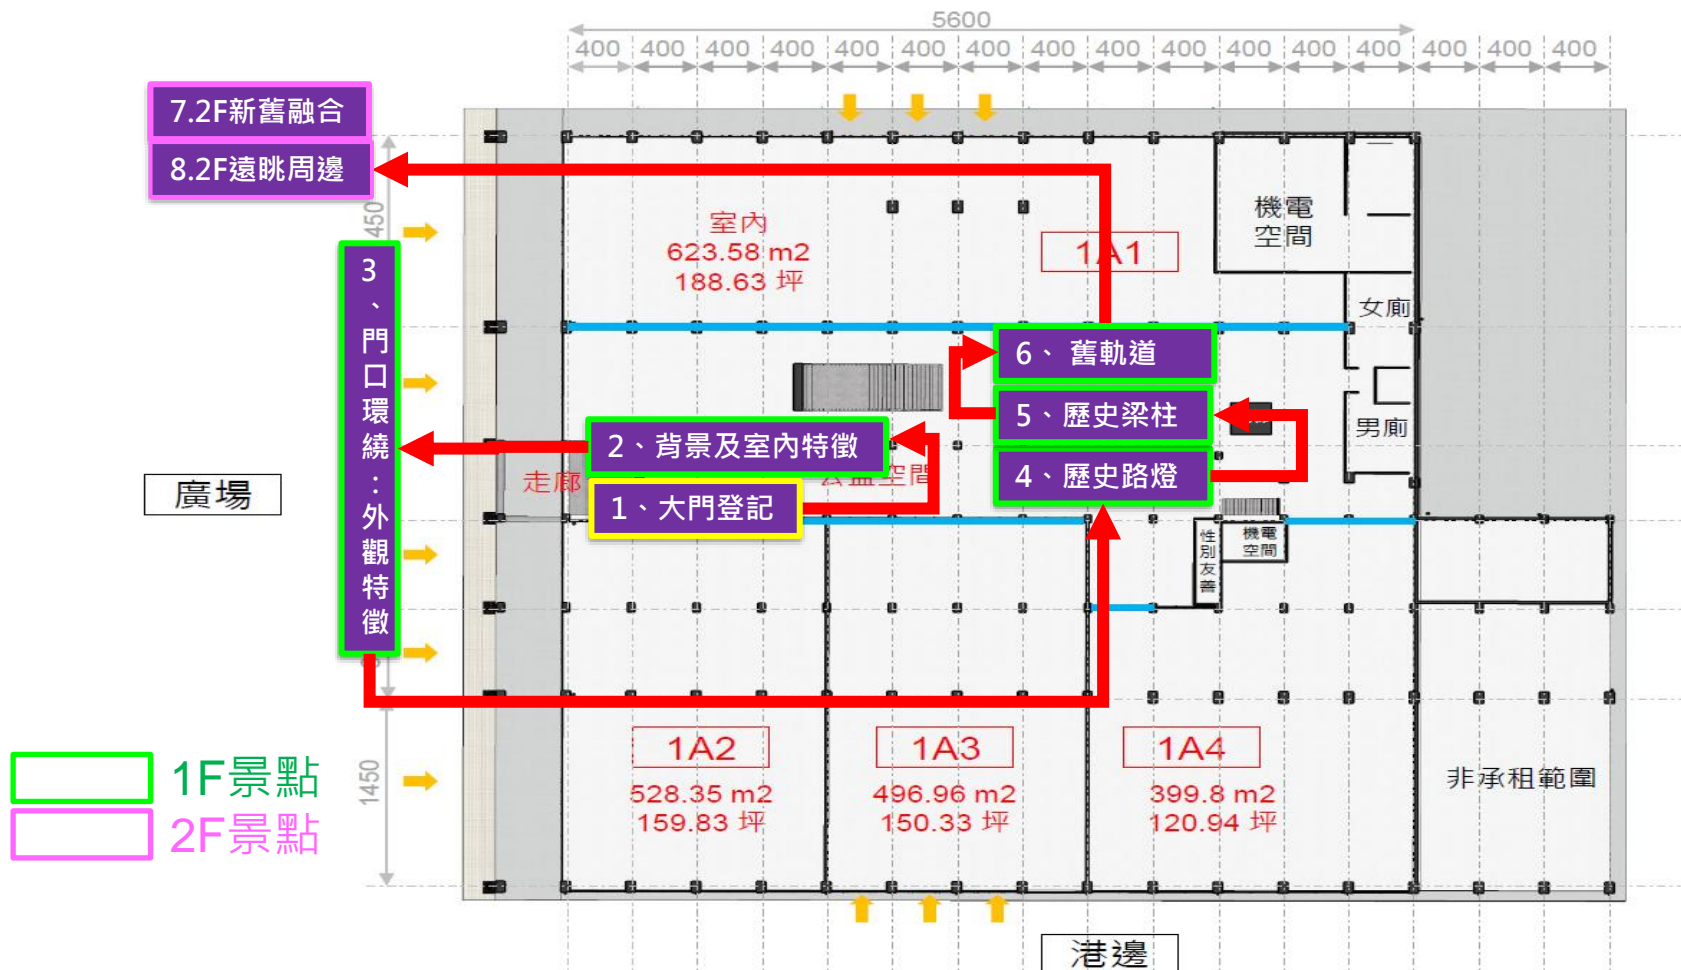 5600
400 400 400 400 400 400 400 400 400 400 400 400 400 400 400 400
7.2F新舊融合
8.2F遠眺周邊
450
室內
623.58 m2
188.63 坪
1A1
機電
空間
女廁
男廁
3、門口環繞：外觀特徵
6、 舊軌道
5、歷史梁柱
4、歷史路燈
2、背景及室內特徵
1、大門登記
走廊
空間
廣場
性別友善
機電
空間
1A2
528.35 m2
159.83 坪
1A3
496.96 m2
150.33 坪
1A4
399.8 m2
120.94 坪
非承租範圍
1450
1F景點
2F景點
港邊